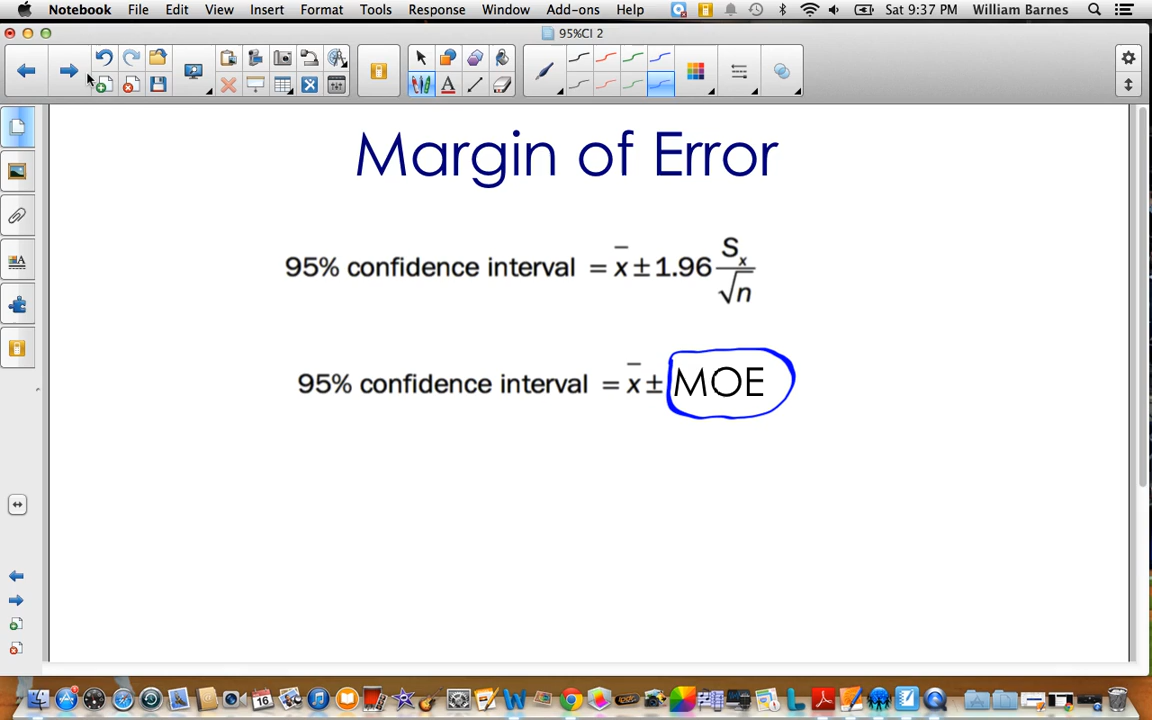 Notebook File Edit View Insert Format Tools Response Window Add-ons Help Sat 9:37 PM William Barnes
95%CI 2
Margin of Error
95% confidence interval = x̄ ± 1.96 Sₓ/√n
95% confidence interval = x̄ ± MOE